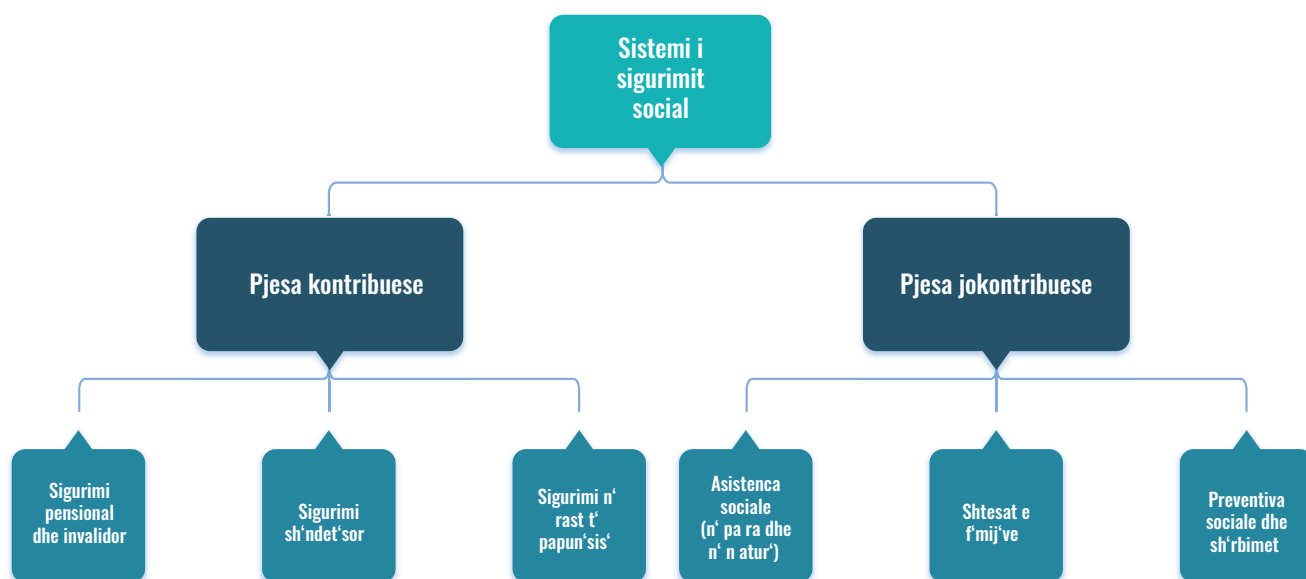 Sistemi i
sigurimit
social
Pjesa kontribuese
Pjesa jokontribuese
Sigurimi
pensional
dhe invalidor
Sigurimi
sh‘ndet‘sor
Sigurimi n‘
rast t‘
papun‘sis‘
Asistenca
sociale
(n‘ pa ra dhe
n‘ n atur‘)
Shtesat e
f‘mij‘ve
Preventiva
sociale dhe
sh‘rbimet